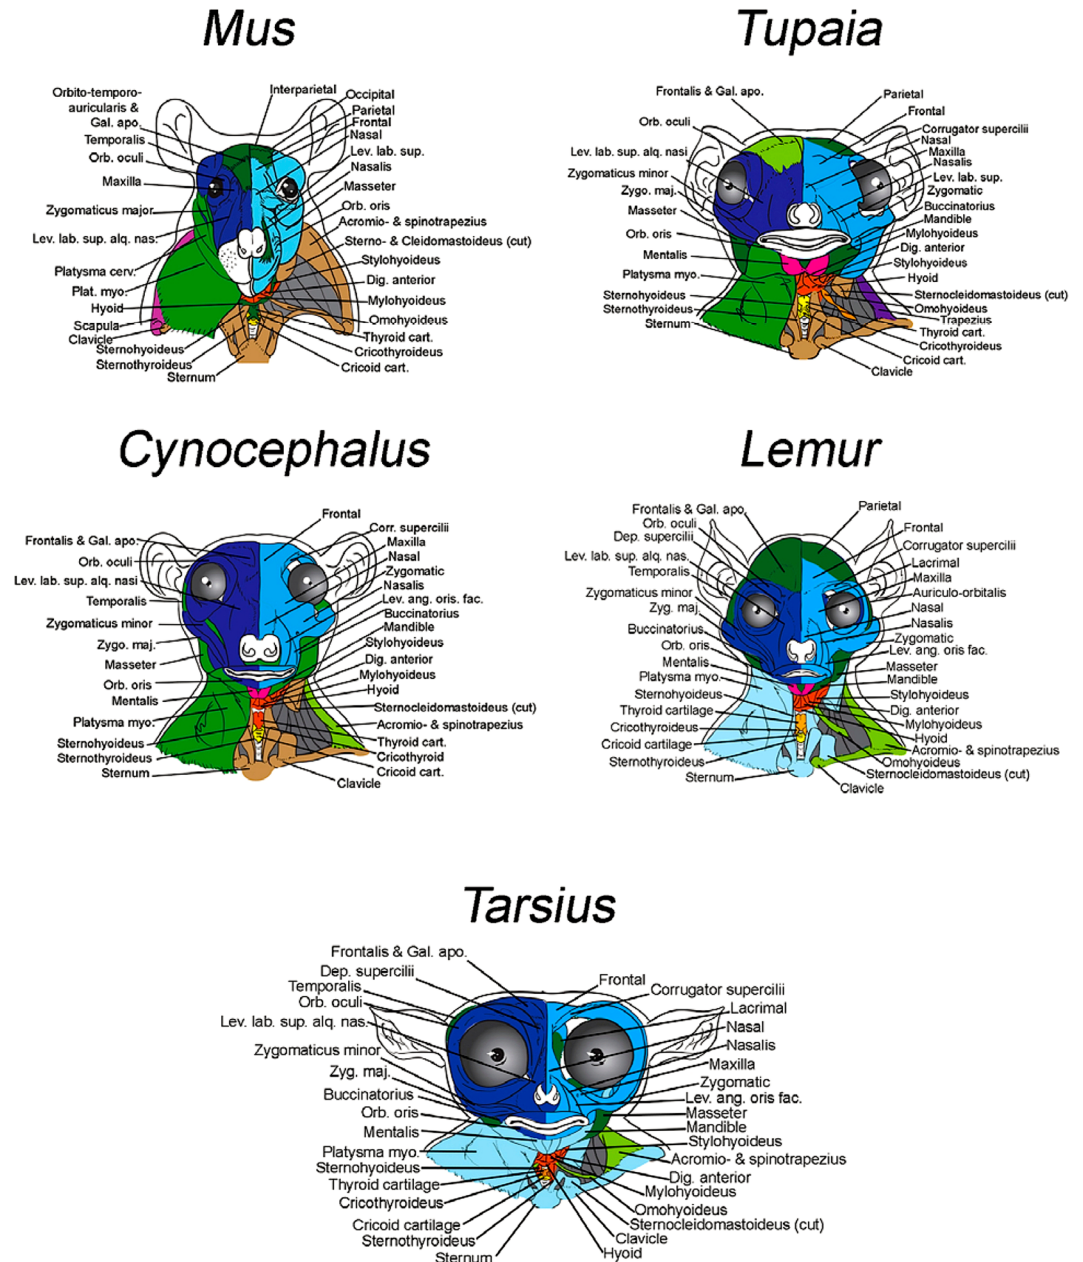 Mus
Orbito-temporo-
auricularis &
Gal. apo.
Temporalis
Orb. oculi
Maxilla
Zygomaticus major
Lev. lab. sup. alq. nas.
Platysma cerv.
Plat. myo.
Hyoid
Scapula
Clavicle
Sternohyoideus
Sternothyroideus
Sternum
Interparietal
Occipital
Parietal
Frontal
Nasal
Lev. lab. sup.
Nasalis
Masseter
Orb. oris
Acromio- & spinotrapezius
Sterno- & Cleidomastoideus (cut)
Stylohyoideus
Dig. anterior
Mylohyoideus
Omohyoideus
Thyroid cart.
Cricothyroideus
Cricoid cart.
Tupaia
Frontalis & Gal. apo.
Orb. oculi
Lev. lab. sup. alq. nasi
Zygomaticus minor
Zygo. maj.
Masseter
Orb. oris
Mentalis
Platysma myo.
Sternohyoideus
Sternothyroideus
Sternum
Parietal
Frontal
Corrugator supercilii
Nasal
Maxilla
Nasalis
Lev. lab. sup.
Zygomatic
Buccinatorius
Mandible
Mylohyoideus
Dig. anterior
Stylohyoideus
Hyoid
Sternocleidomastoideus (cut)
Omohyoideus
Trapezius
Thyroid cart.
Cricothyroideus
Cricoid cart.
Clavicle
Cynocephalus
Frontalis & Gal. apo.
Orb. oculi
Lev. lab. sup. alq. nasi
Temporalis
Zygomaticus minor
Zygo. maj.
Masseter
Orb. oris
Mentalis
Platysma myo.
Sternohyoideus
Sternothyroideus
Sternum
Frontal
Corr. supercilii
Maxilla
Nasal
Zygomatic
Nasalis
Lev. ang. oris. fac.
Buccinatorius
Mandible
Stylohyoideus
Dig. anterior
Mylohyoideus
Hyoid
Sternocleidomastoideus (cut)
Acromio- & spinotrapezius
Thyroid cart.
Cricothyroid
Cricoid cart.
Clavicle
Lemur
Frontalis & Gal. apo.
Orb. oculi
Dep. supercilii
Lev. lab. sup. alq. nas.
Temporalis
Zygomaticus minor
Zyg. maj.
Buccinatorius
Orb. oris
Mentalis
Platysma myo.
Sternohyoideus
Thyroid cartilage
Cricothyroideus
Cricoid cartilage
Sternothyroideus
Sternum
Parietal
Frontal
Corrugator supercilii
Lacrimal
Maxilla
Auriculo-orbitalis
Nasal
Nasalis
Zygomatic
Lev. ang. oris fac.
Masseter
Mandible
Stylohyoideus
Dig. anterior
Mylohyoideus
Hyoid
Acromio- & spinotrapezius
Omohyoideus
Sternocleidomastoideus (cut)
Clavicle
Tarsius
Frontalis & Gal. apo.
Dep. supercilii
Temporalis
Orb. oculi
Lev. lab. sup. alq. nas.
Zygomaticus minor
Zyg. maj.
Buccinatorius
Orb. oris
Mentalis
Platysma myo.
Sternohyoideus
Thyroid cartilage
Cricothyroideus
Cricoid cartilage
Sternothyroideus
Sternum
Frontal
Corrugator supercilii
Lacrimal
Nasal
Nasalis
Maxilla
Zygomatic
Lev. ang. oris fac.
Masseter
Mandible
Stylohyoideus
Acromio- & spinotrapezius
Dig. anterior
Mylohyoideus
Omohyoideus
Sternocleidomastoideus (cut)
Clavicle
Hyoid